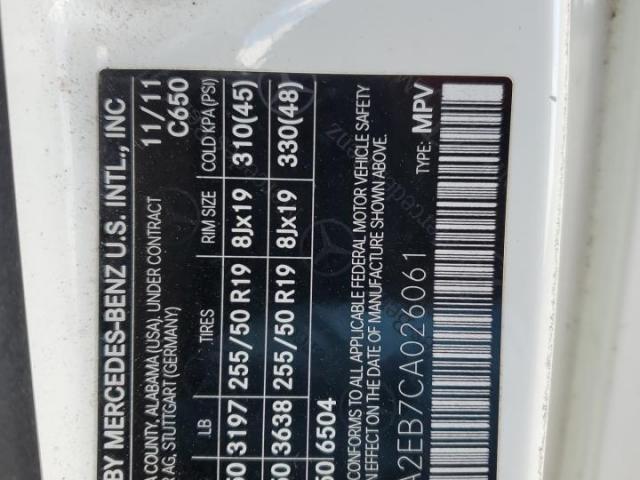 BY MERCEDES-BENZ U.S. INTL., INC
A COUNTY, ALABAMA (USA), UNDER CONTRACT 11/11
AG, STUTTGART (GERMANY) C650
LB TIRES RIM SIZE COLD KPA (PSI)
3197 255/50 R19 8Jx19 310(45)
3638 255/50 R19 8Jx19 330(48)
6504
CONFORMS TO ALL APPLICABLE FEDERAL MOTOR VEHICLE SAFETY
EFFECT ON THE DATE OF MANUFACTURE SHOWN ABOVE.
A2EB7CA026061 TYPE: MPV